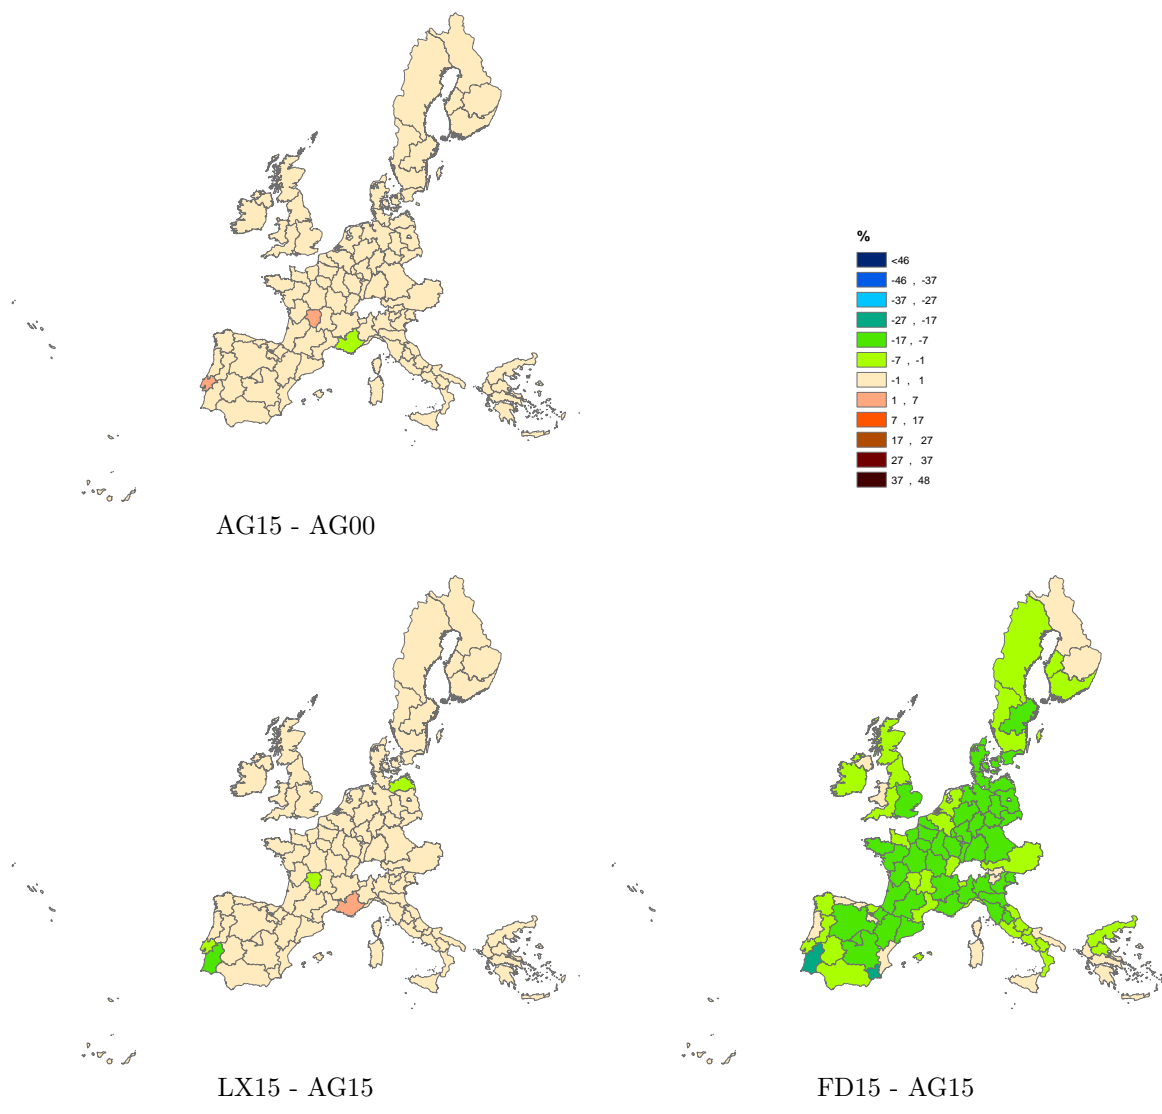 %
<46
-46 , -37
-37 , -27
-27 , -17
-17 , -7
-7 , -1
-1 , 1
1 , 7
7 , 17
17 , 27
27 , 37
37 , 48
AG15 - AG00
LX15 - AG15
FD15 - AG15